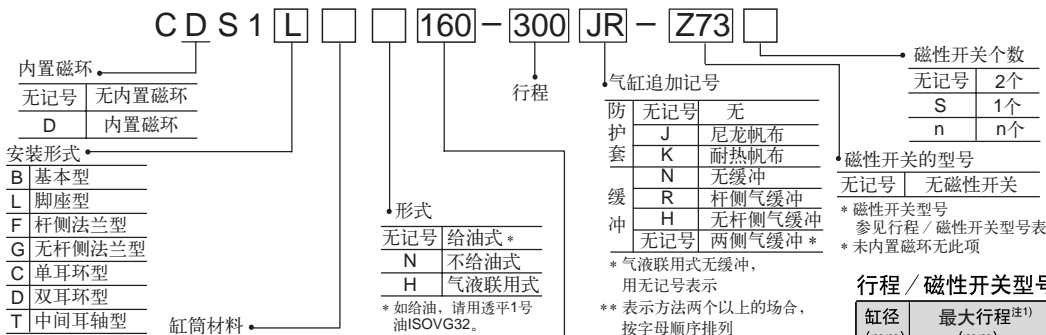 CDS1 L 160-300 JR-Z73
内置磁环
无记号 无内置磁环
D 内置磁环
安装形式
B 基本型
L 脚座型
F 杆侧法兰型
G 无杆侧法兰型
C 单耳环型
D 双耳环型
T 中间耳轴型
缸筒材料
形式
无记号 给油式*
N 不给油式
H 气液联用式
*如给油，请用透平1号
油ISOVG32。
行程
气缸追加记号
防护套 无记号 无
J 尼龙帆布
K 耐热帆布
缓冲 N 无缓冲
R 杆侧气缓冲
H 无杆侧气缓冲
无记号 两侧气缓冲*
*气液联用式无缓冲，
用无记号表示
**表示方法两个以上的场合，
按字母顺序排列
磁性开关个数
无记号 2个
S 1个
n n个
磁性开关的型号
无记号 无磁性开关
*磁性开关型号
参见行程/磁性开关型号表
*未内置磁环无此项
行程/磁性开关型号
缸径 最大行程注1)
(mm) (mm)